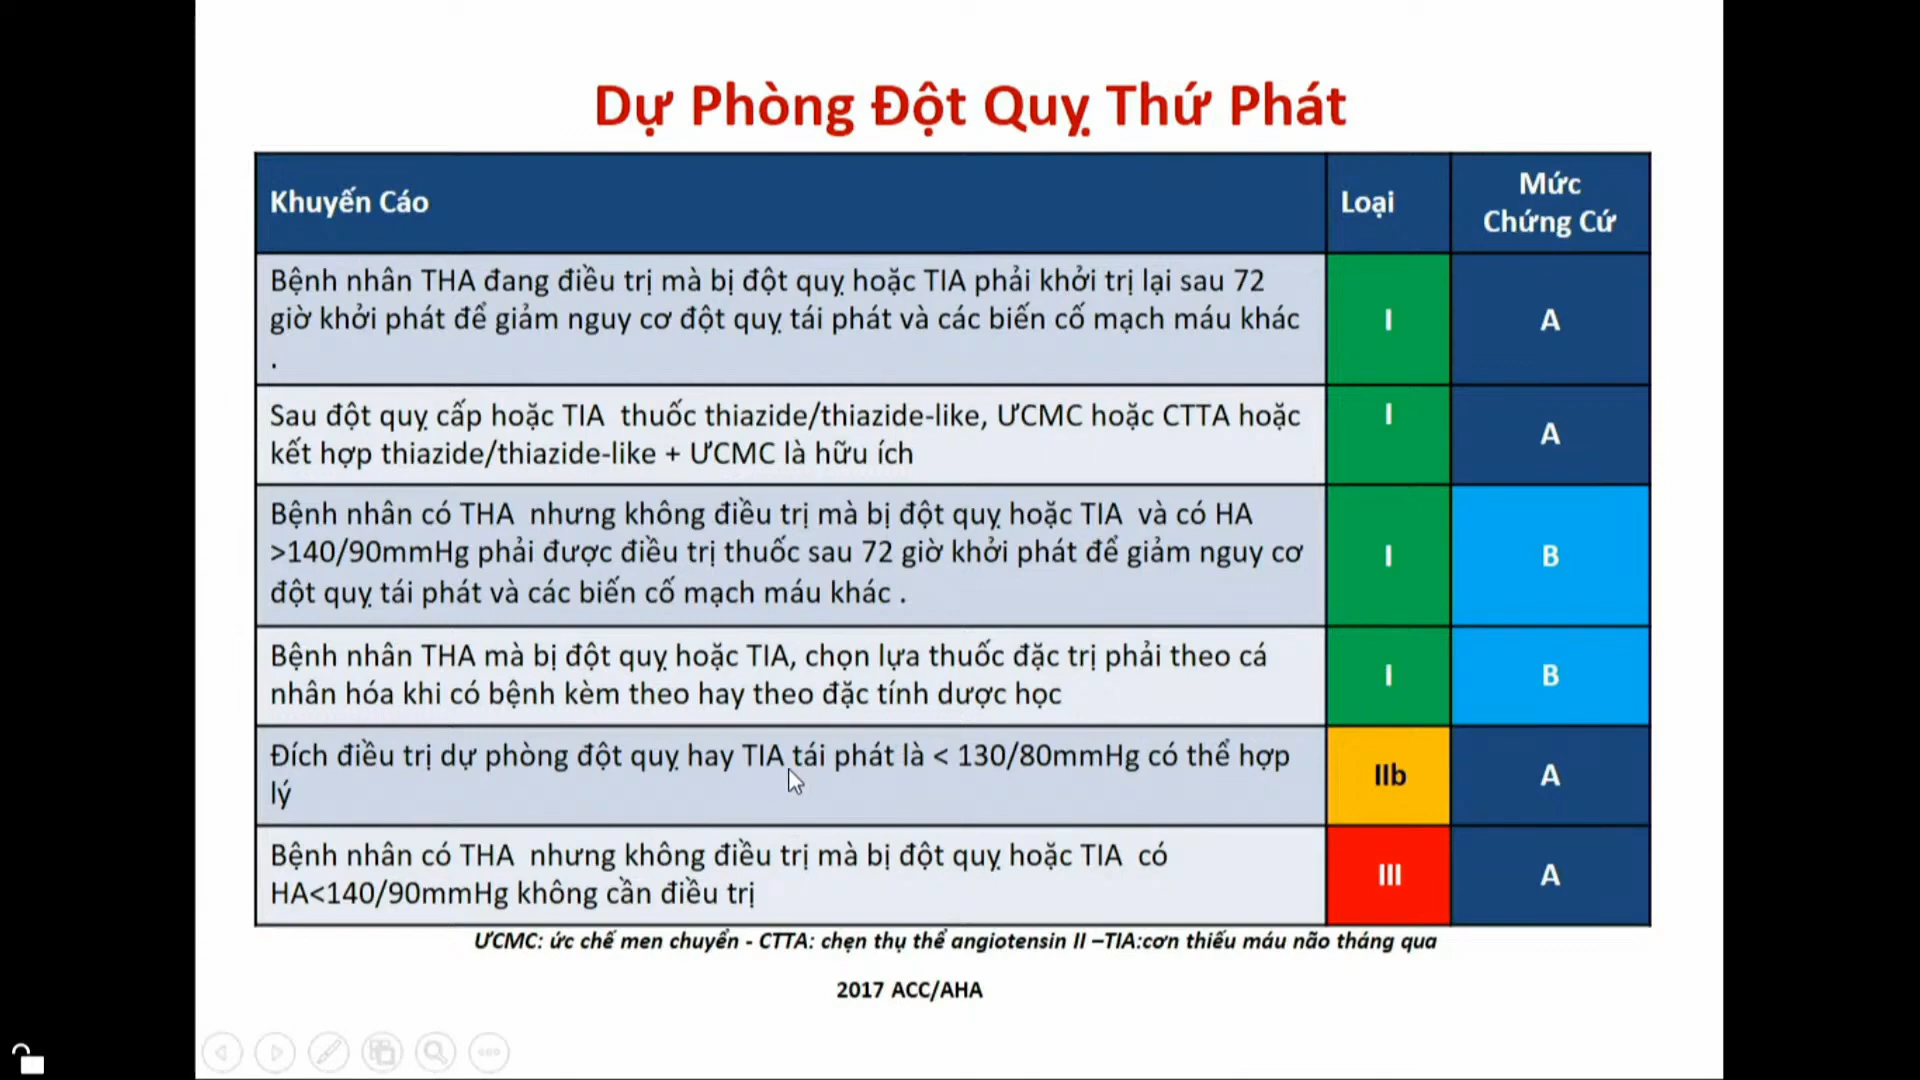 Dự Phòng Đột Quỵ Thứ Phát
Khuyến Cáo
Loại
Mức
Chứng Cứ
Bệnh nhân THA đang điều trị mà bị đột quỵ hoặc TIA phải khởi trị lại sau 72
giờ khởi phát để giảm nguy cơ đột quỵ tái phát và các biến cố mạch máu khác
.
I
A
Sau đột quỵ cấp hoặc TIA thuốc thiazide/thiazide-like, ƯCMC hoặc CTTA hoặc
kết hợp thiazide/thiazide-like + ƯCMC là hữu ích
I
A
Bệnh nhân có THA nhưng không điều trị mà bị đột quỵ hoặc TIA và có HA
>140/90mmHg phải được điều trị thuốc sau 72 giờ khởi phát để giảm nguy cơ
đột quỵ tái phát và các biến cố mạch máu khác .
I
B
Bệnh nhân THA mà bị đột quỵ hoặc TIA, chọn lựa thuốc đặc trị phải theo cá
nhân hóa khi có bệnh kèm theo hay theo đặc tính dược học
I
B
Đích điều trị dự phòng đột quỵ hay TIA tái phát là < 130/80mmHg có thể hợp
lý
IIb
A
Bệnh nhân có THA nhưng không điều trị mà bị đột quỵ hoặc TIA có
HA<140/90mmHg không cần điều trị
III
A
ƯCMC: ức chế men chuyển - CTTA: chẹn thụ thể angiotensin II –TIA:cơn thiếu máu não tháng qua
2017 ACC/AHA